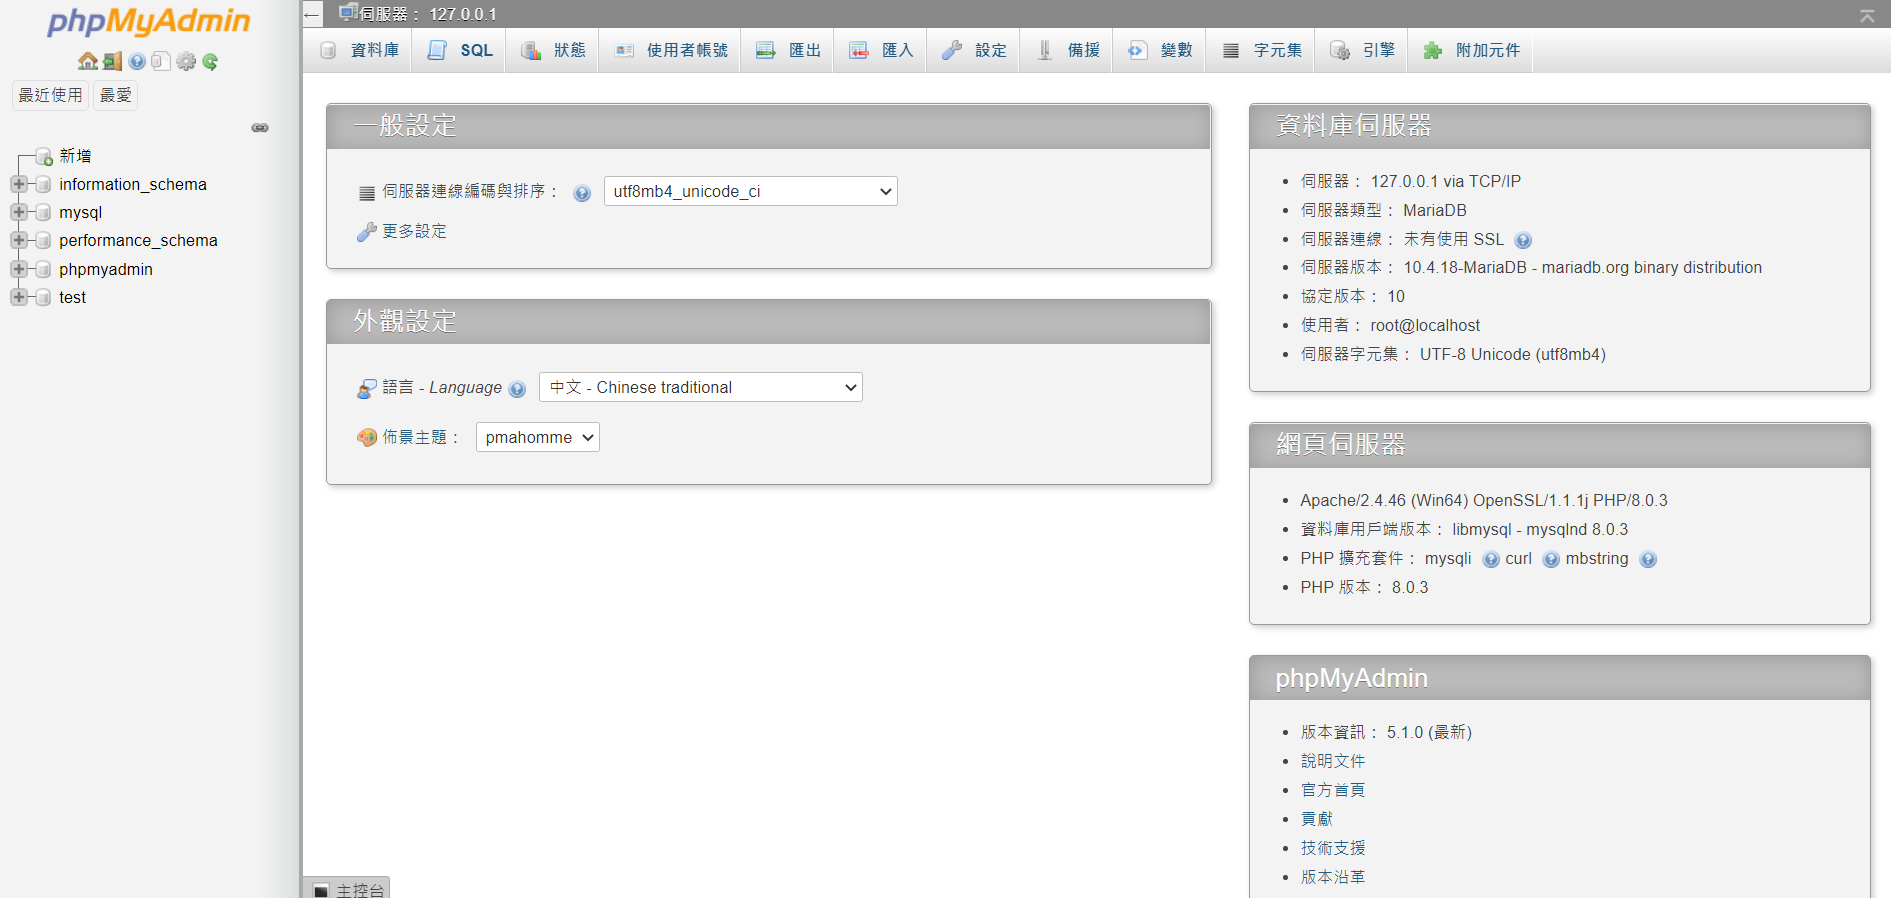 phpMyAdmin
最近使用 最愛
新增
information_schema
mysql
performance_schema
phpmyadmin
test
伺服器： 127.0.0.1
資料庫 SQL 狀態 使用者帳號 匯出 匯入 設定 備援 變數 字元集 引擎 附加元件
一般設定
伺服器連線編碼與排序： utf8mb4_unicode_ci
更多設定
外觀設定
語言 - Language 中文 - Chinese traditional
佈景主題： pmahomme
主控台
資料庫伺服器
伺服器： 127.0.0.1 via TCP/IP
伺服器類型： MariaDB
伺服器連線： 未有使用 SSL
伺服器版本： 10.4.18-MariaDB - mariadb.org binary distribution
協定版本： 10
使用者： root@localhost
伺服器字元集： UTF-8 Unicode (utf8mb4)
網頁伺服器
Apache/2.4.46 (Win64) OpenSSL/1.1.1j PHP/8.0.3
資料庫用戶端版本： libmysql - mysqlnd 8.0.3
PHP 擴充套件： mysqli curl mbstring
PHP 版本： 8.0.3
phpMyAdmin
版本資訊： 5.1.0 (最新)
說明文件
官方首頁
貢獻
技術支援
版本沿革